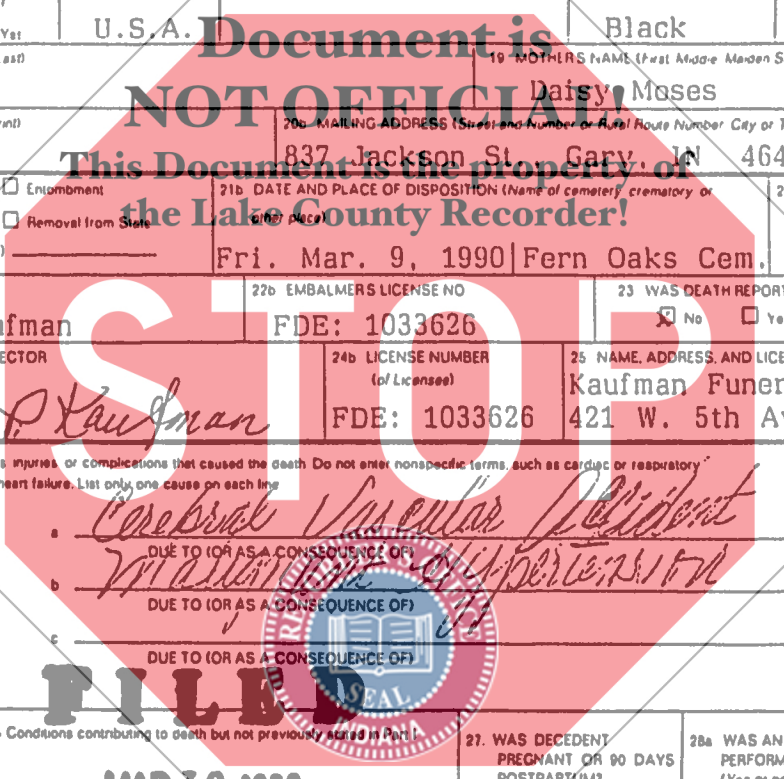 U.S.A.
Document is
Black
19 MOTHERS NAME (First Middle Maiden S
Daisy Moses
NOT OFFICIAL!
20b MAILING ADDRESS (Street and Number or Rural Route Number City or T
837 Jackson St., Gary, IN 464
This Document is the property of
Entombment
21b DATE AND PLACE OF DISPOSITION (Name of cemetery crematory or
other place)
Removal from State
the Lake County Recorder!
Fri. Mar. 9, 1990 Fern Oaks Cem.
22b EMBALMERS LICENSE NO
23 WAS DEATH REPORT
No
Ye
ufman
FDE: 1033626
STOP
ECTOR
24b LICENSE NUMBER
(of Licensee)
25 NAME, ADDRESS, AND LICE
Kaufman Funer
P. Kaufman
FDE: 1033626
421 W. 5th Av
s injuries or complications that caused the death Do not enter nonspecific terms, such as cardiac or respiratory
heart failure. List only one cause on each line
a Cerebral Vascular Accident
DUE TO (OR AS A CONSEQUENCE OF)
b Hypertension
DUE TO (OR AS A CONSEQUENCE OF)
c
DUE TO (OR AS A CONSEQUENCE OF)
FILED
SEAL
INDIANA
Conditions contributing to death but not previously stated in Part I
27. WAS DECEDENT
PREGNANT OR 90 DAYS
POSTPARTUM?
28a WAS AN
PERFORM